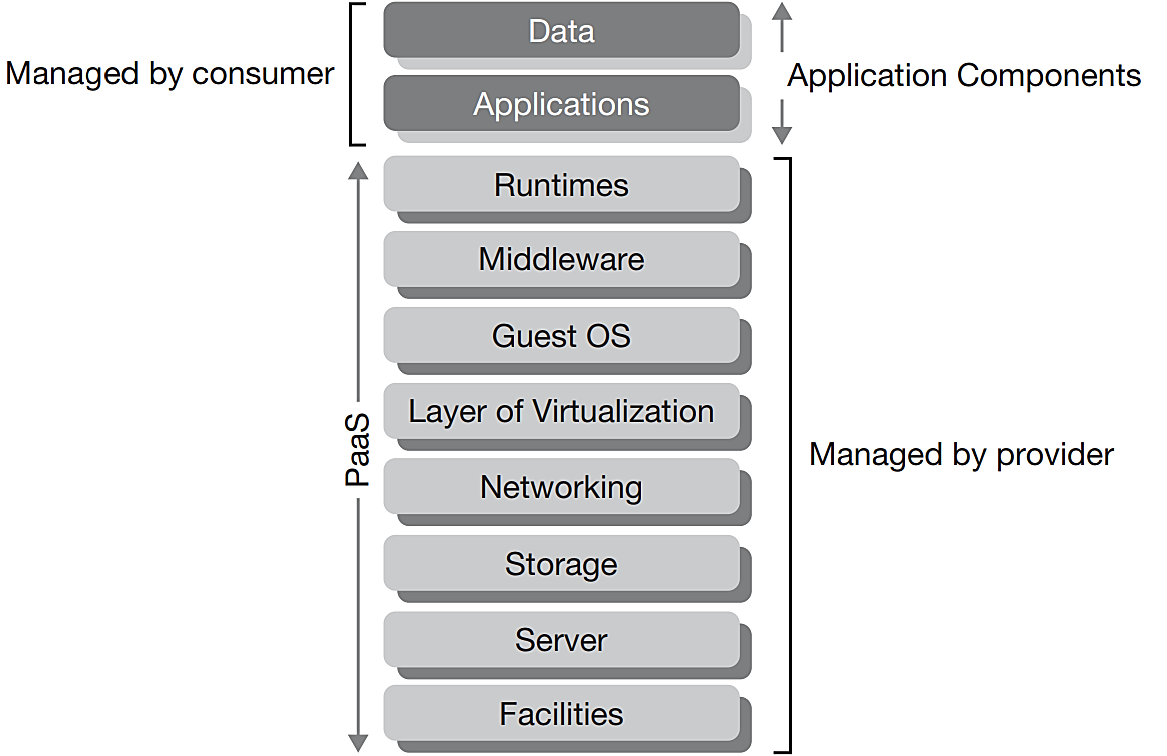 Data
Managed by consumer
Application Components
Applications
Runtimes
Middleware
Guest OS
Layer of Virtualization
PaaS
Managed by provider
Networking
Storage
Server
Facilities